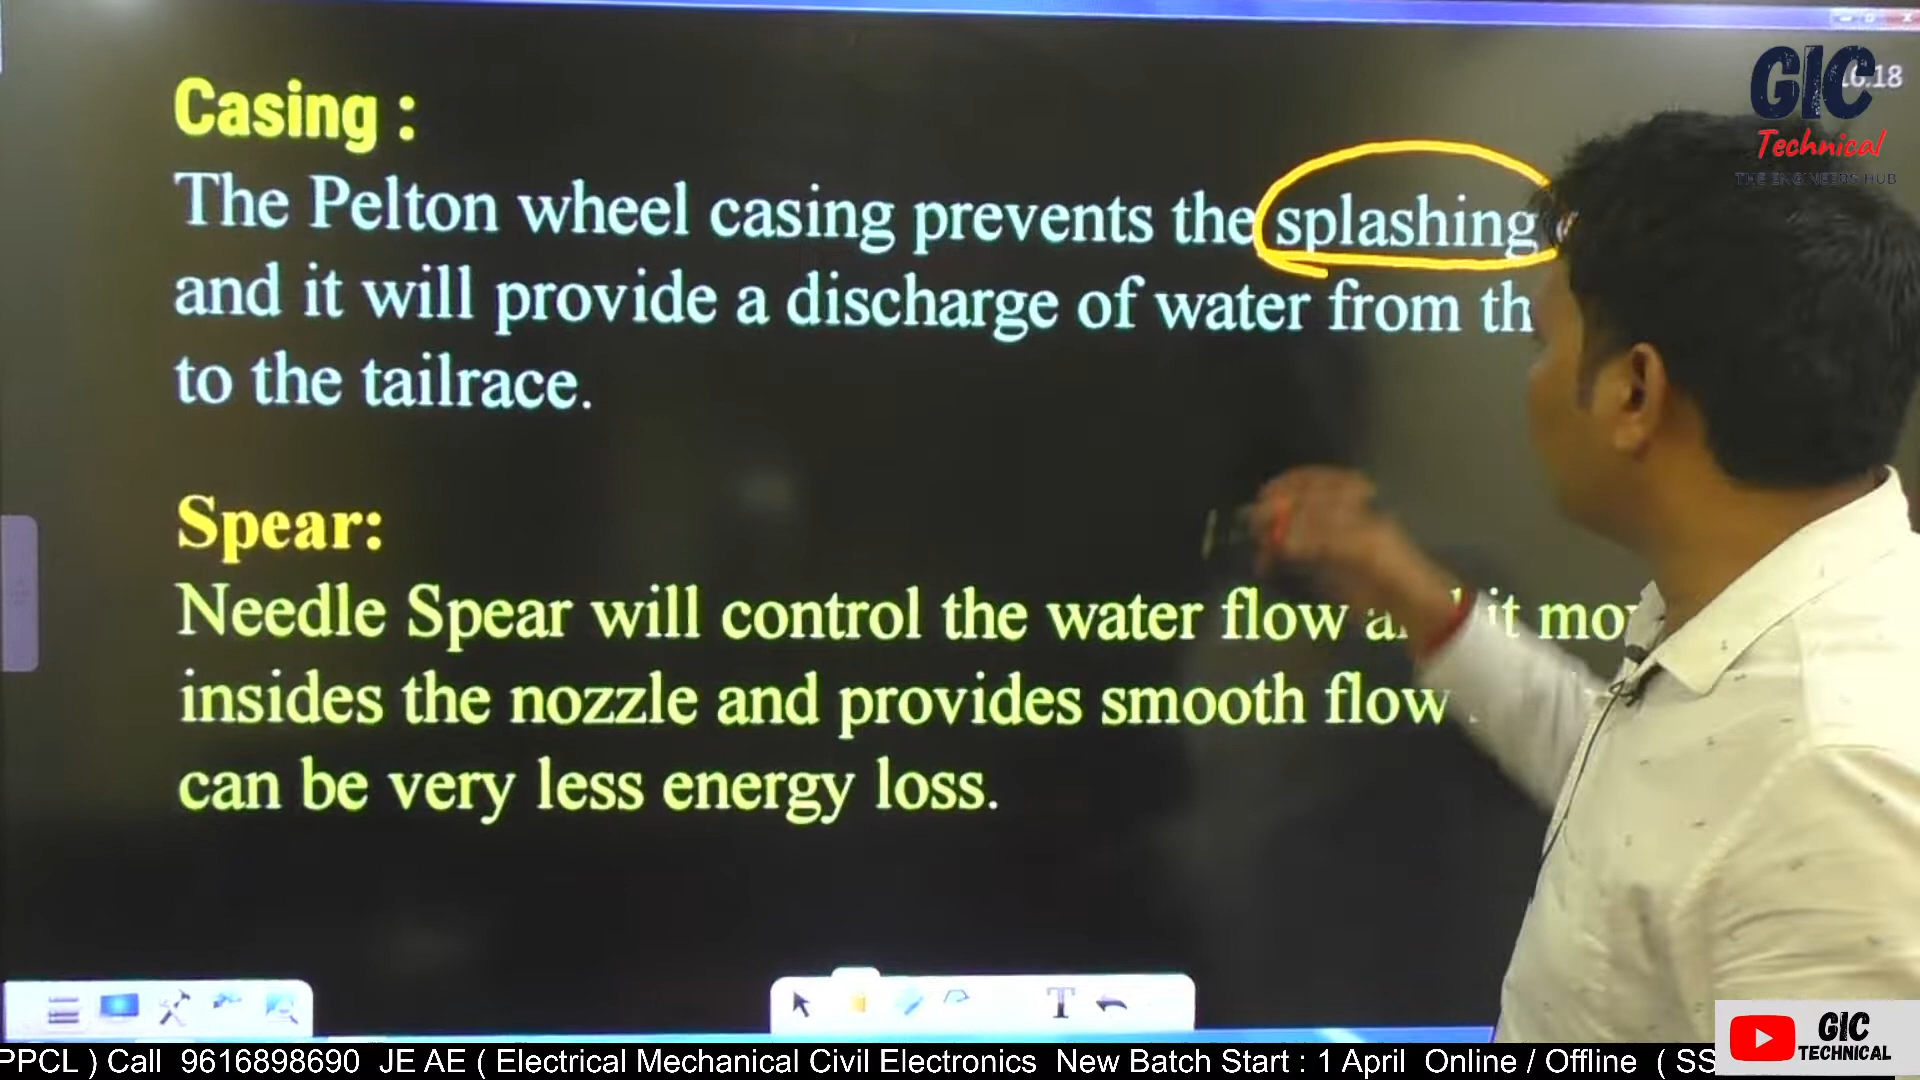 Casing :
The Pelton wheel casing prevents the splashing
and it will provide a discharge of water from th
to the tailrace.
Spear:
Needle Spear will control the water flow it mo
insides the nozzle and provides smooth flow
can be very less energy loss.
GIC
Technical
THE ENGINEERS HUB
.18
T
GIC
TECHNICAL
PPCL ) Call 9616898690 JE AE ( Electrical Mechanical Civil Electronics New Batch Start : 1 April Online / Offline ( SS